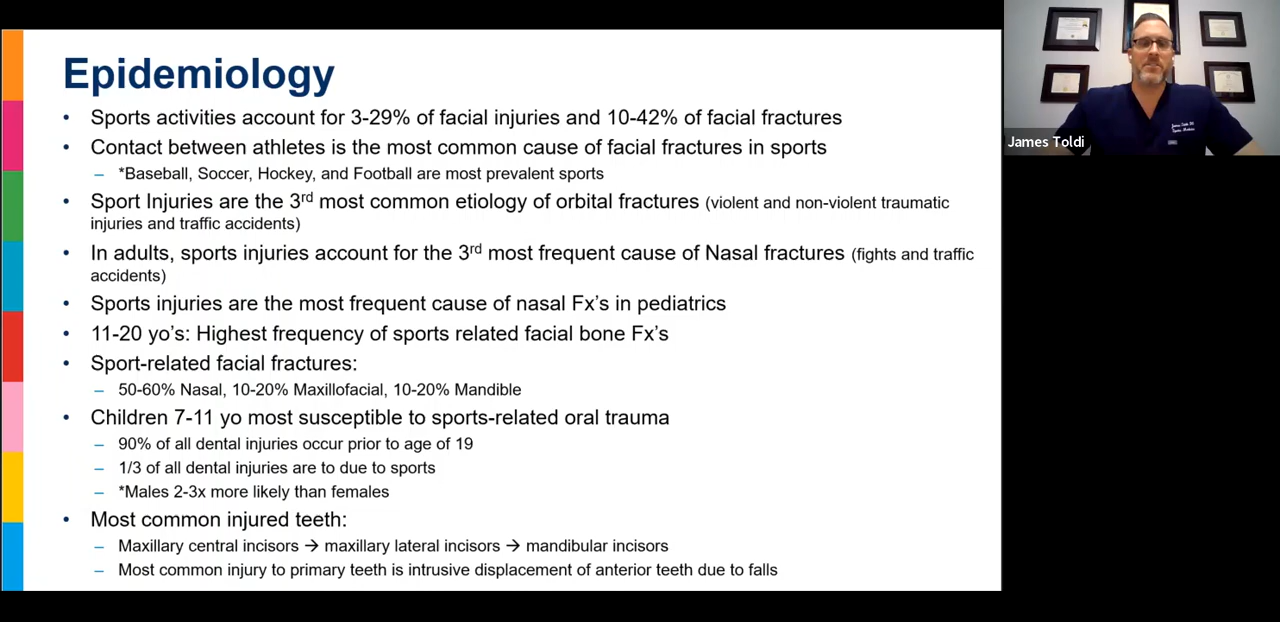 Epidemiology
• Sports activities account for 3-29% of facial injuries and 10-42% of facial fractures
• Contact between athletes is the most common cause of facial fractures in sports
– *Baseball, Soccer, Hockey, and Football are most prevalent sports
• Sport Injuries are the 3rd most common etiology of orbital fractures (violent and non-violent traumatic
injuries and traffic accidents)
• In adults, sports injuries account for the 3rd most frequent cause of Nasal fractures (fights and traffic
accidents)
• Sports injuries are the most frequent cause of nasal Fx's in pediatrics
• 11-20 yo's: Highest frequency of sports related facial bone Fx's
• Sport-related facial fractures:
– 50-60% Nasal, 10-20% Maxillofacial, 10-20% Mandible
• Children 7-11 yo most susceptible to sports-related oral trauma
– 90% of all dental injuries occur prior to age of 19
– 1/3 of all dental injuries are to due to sports
– *Males 2-3x more likely than females
• Most common injured teeth:
– Maxillary central incisors → maxillary lateral incisors → mandibular incisors
– Most common injury to primary teeth is intrusive displacement of anterior teeth due to falls
James Toldi